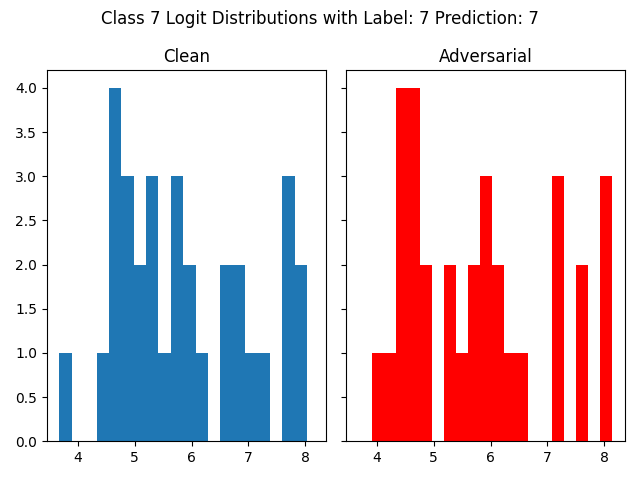 Class 7 Logit Distributions with Label: 7 Prediction: 7
Clean
Adversarial
4.0
3.5
3.0
2.5
2.0
1.5
1.0
0.5
0.0
4 5 6 7 8
4 5 6 7 8